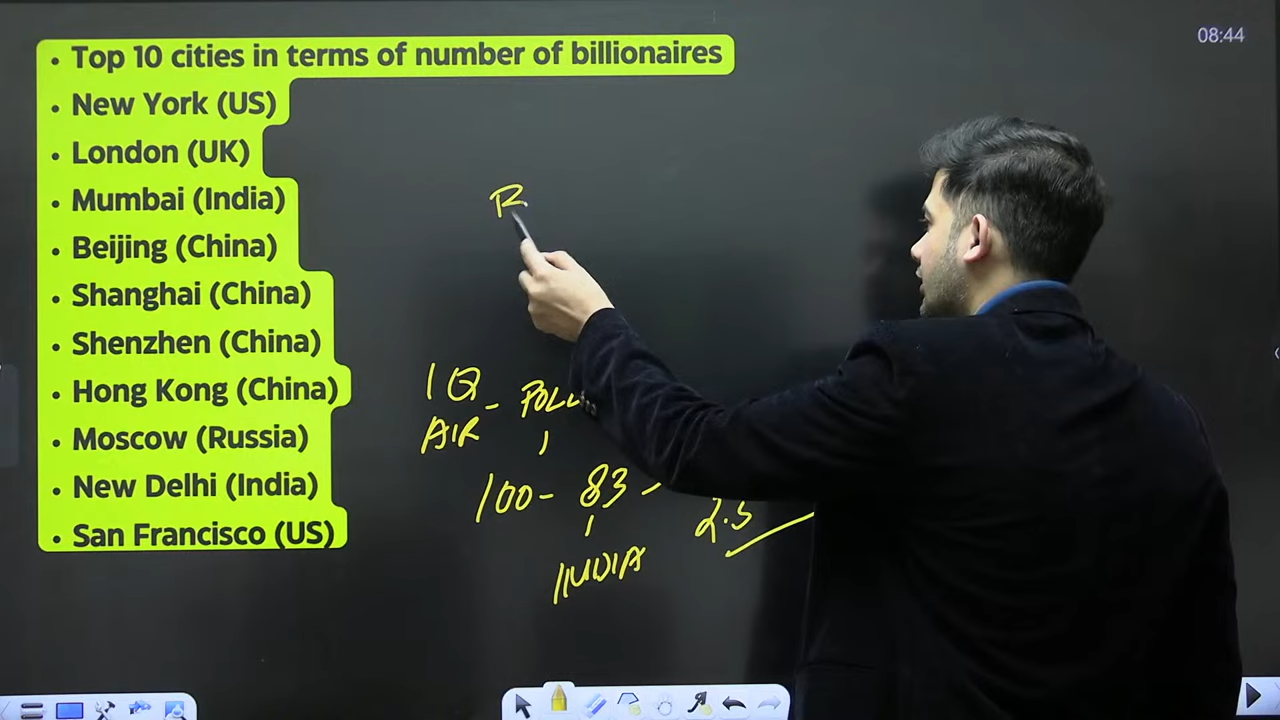 08:44
• Top 10 cities in terms of number of billionaires
• New York (US)
• London (UK)
• Mumbai (India)
• Beijing (China)
• Shanghai (China)
• Shenzhen (China)
• Hong Kong (China)
• Moscow (Russia)
• New Delhi (India)
• San Francisco (US)
R
IQ
AIR - POLL
100 - 83 -
2.5
INDIA